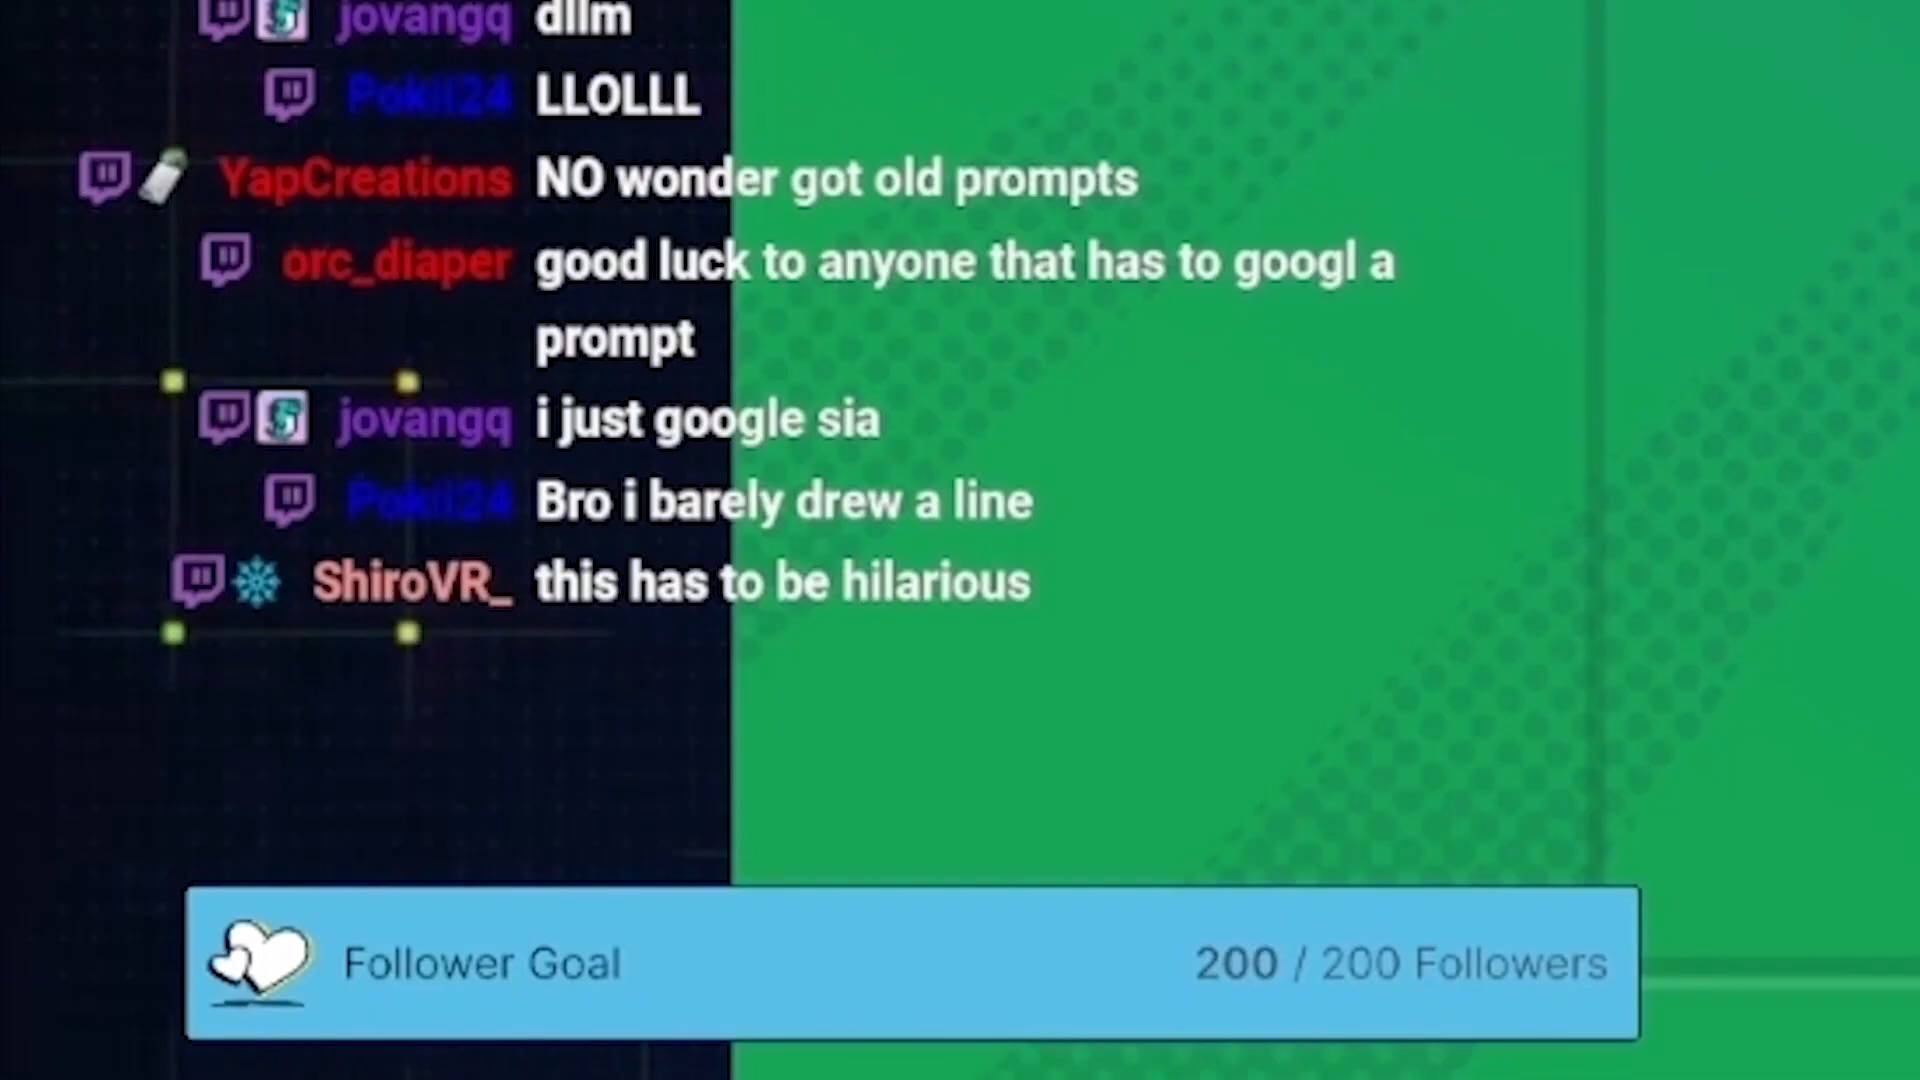 jovangq dllm
Pokii24 LLOLLL
YapCreations NO wonder got old prompts
orc_diaper good luck to anyone that has to googl a
prompt
jovangq i just google sia
Pokii24 Bro i barely drew a line
ShiroVR_ this has to be hilarious
Follower Goal 200 / 200 Followers